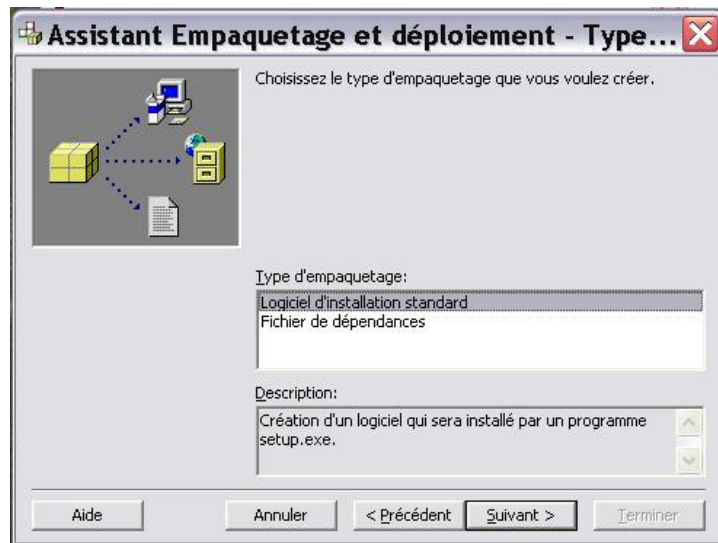 Assistant Empaquetage et déploiement - Type...
Choisissez le type d'empaquetage que vous voulez créer.
Type d'empaquetage:
Logiciel d'installation standard
Fichier de dépendances
Description:
Création d'un logiciel qui sera installé par un programme
setup.exe.
Aide
Annuler
< Précédent
Suivant >
Terminer